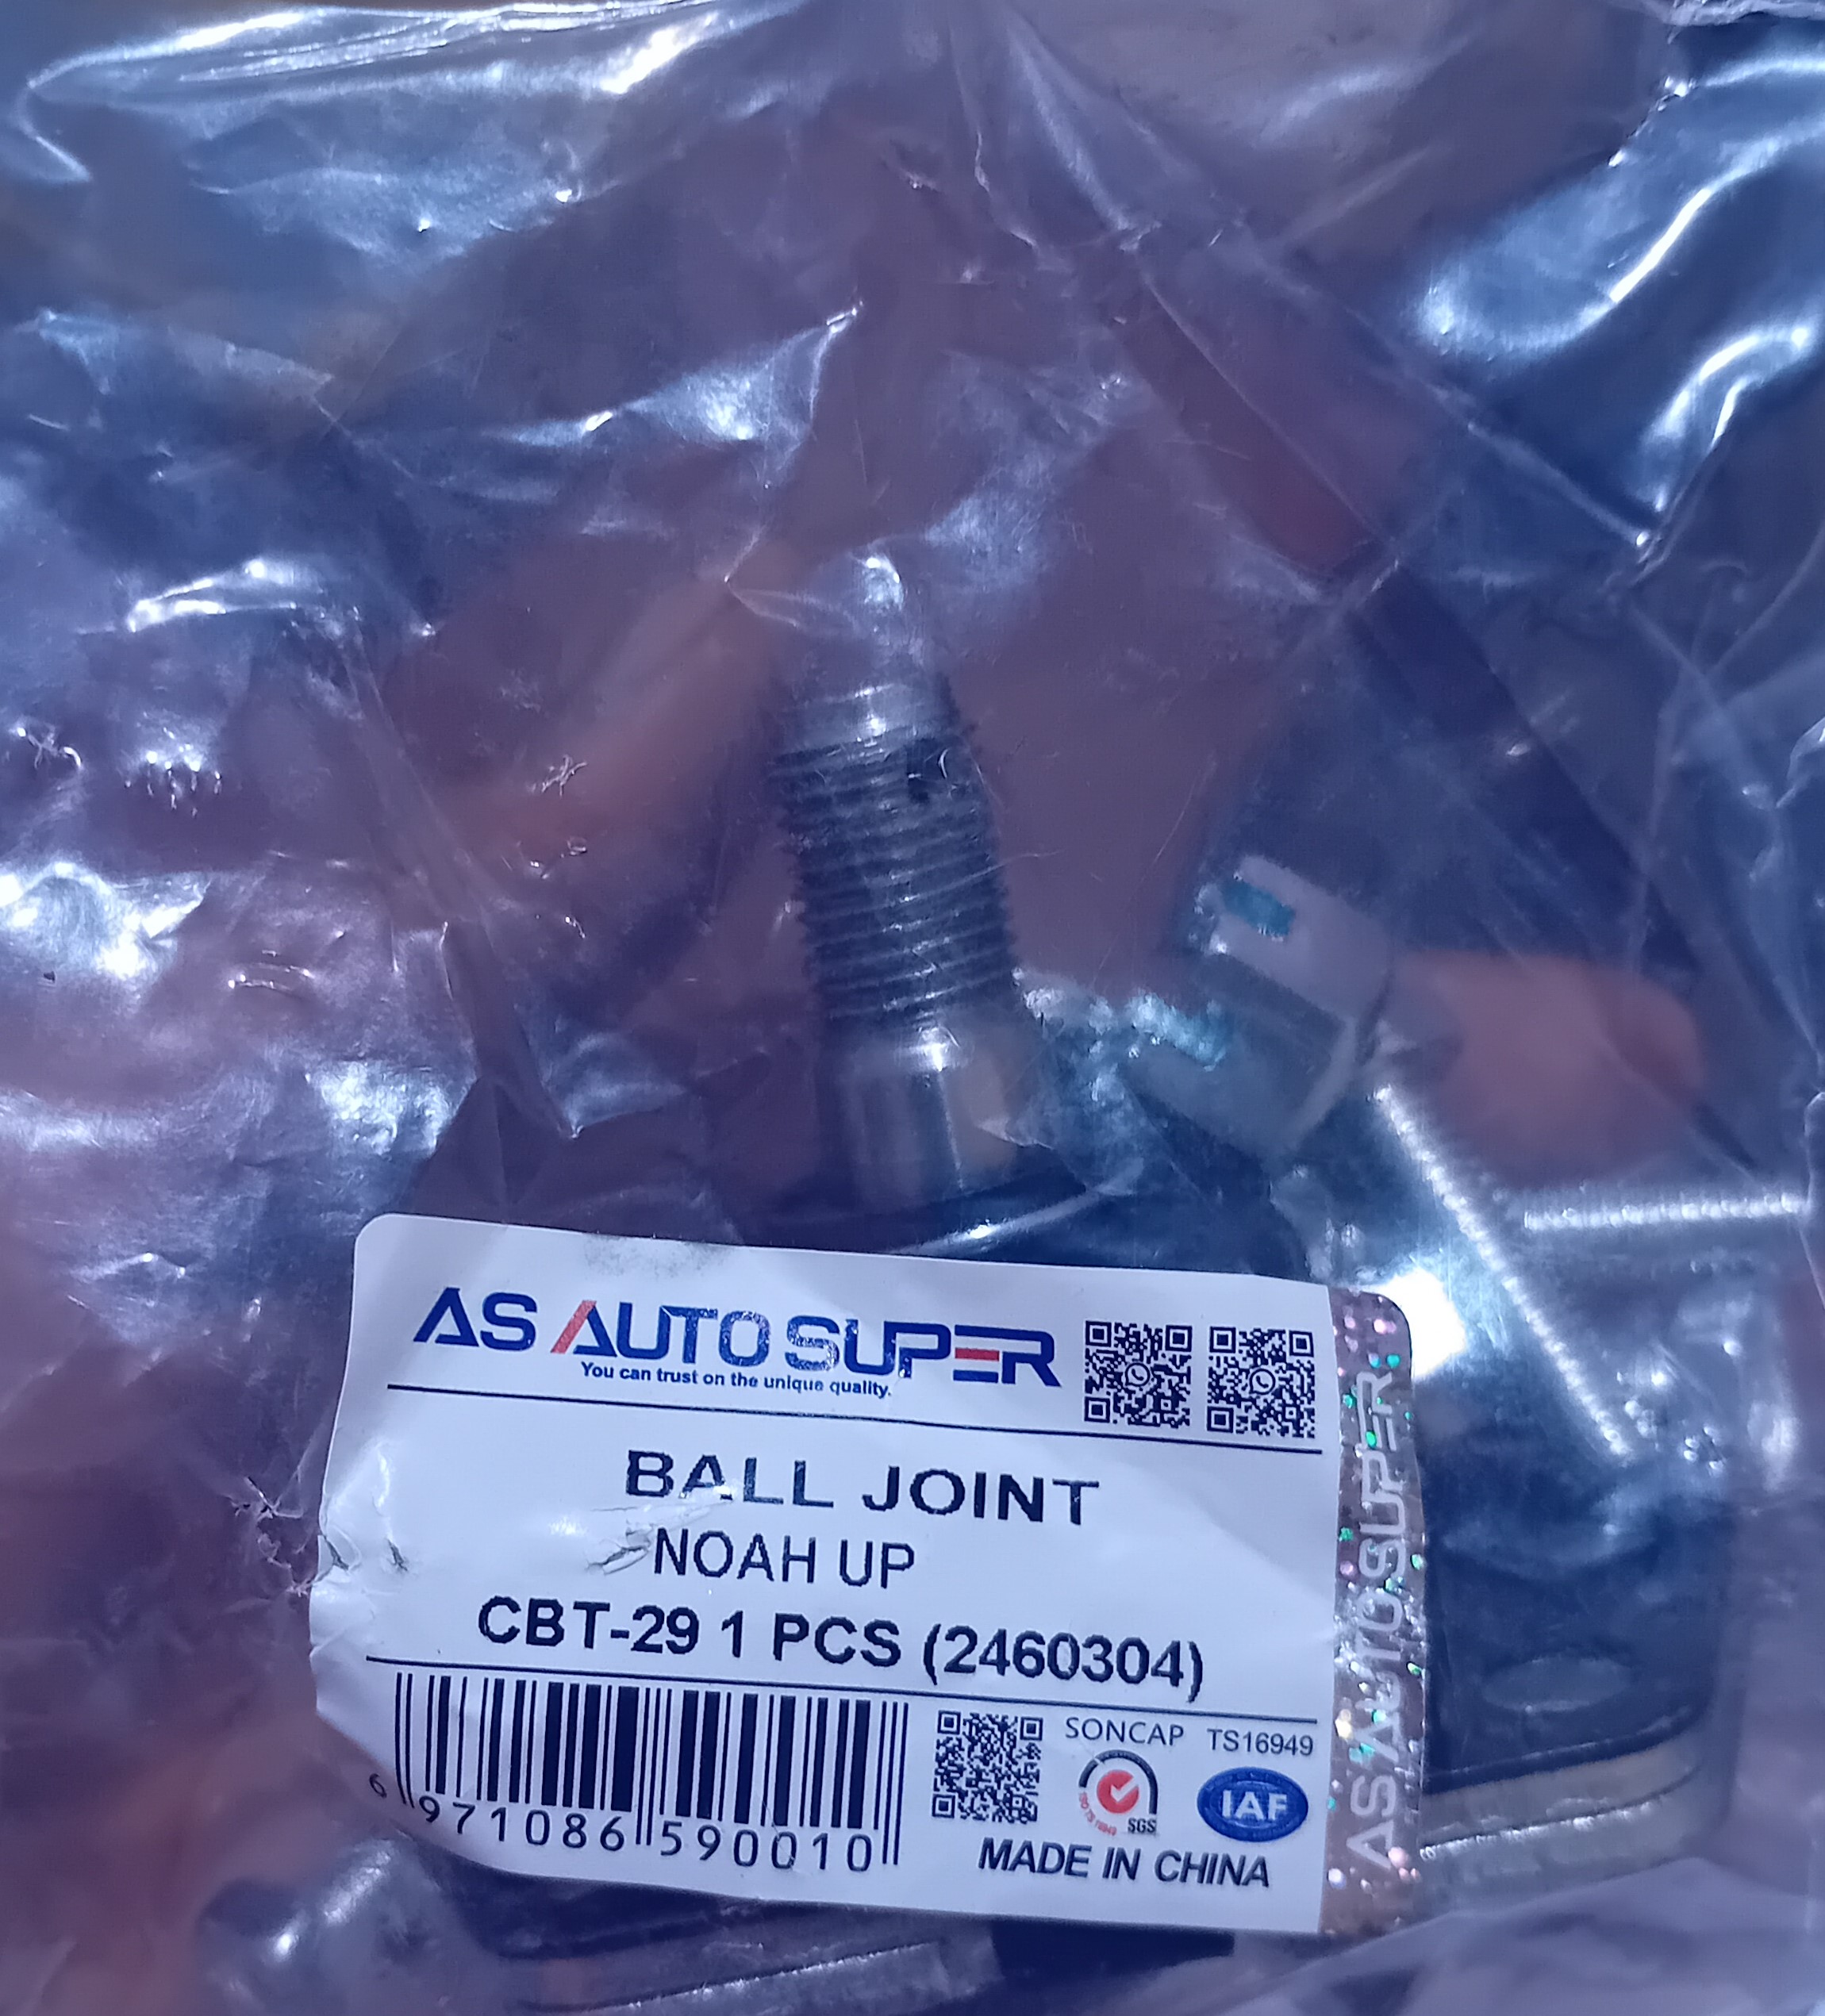 AS AUTO SUPER
You can trust on the unique quality.
BALL JOINT
NOAH UP
CBT-29 1 PCS (2460304)
6 971086 590010
SONCAP TS16949
SGS
IAF
MADE IN CHINA
AS AUTO SUPER